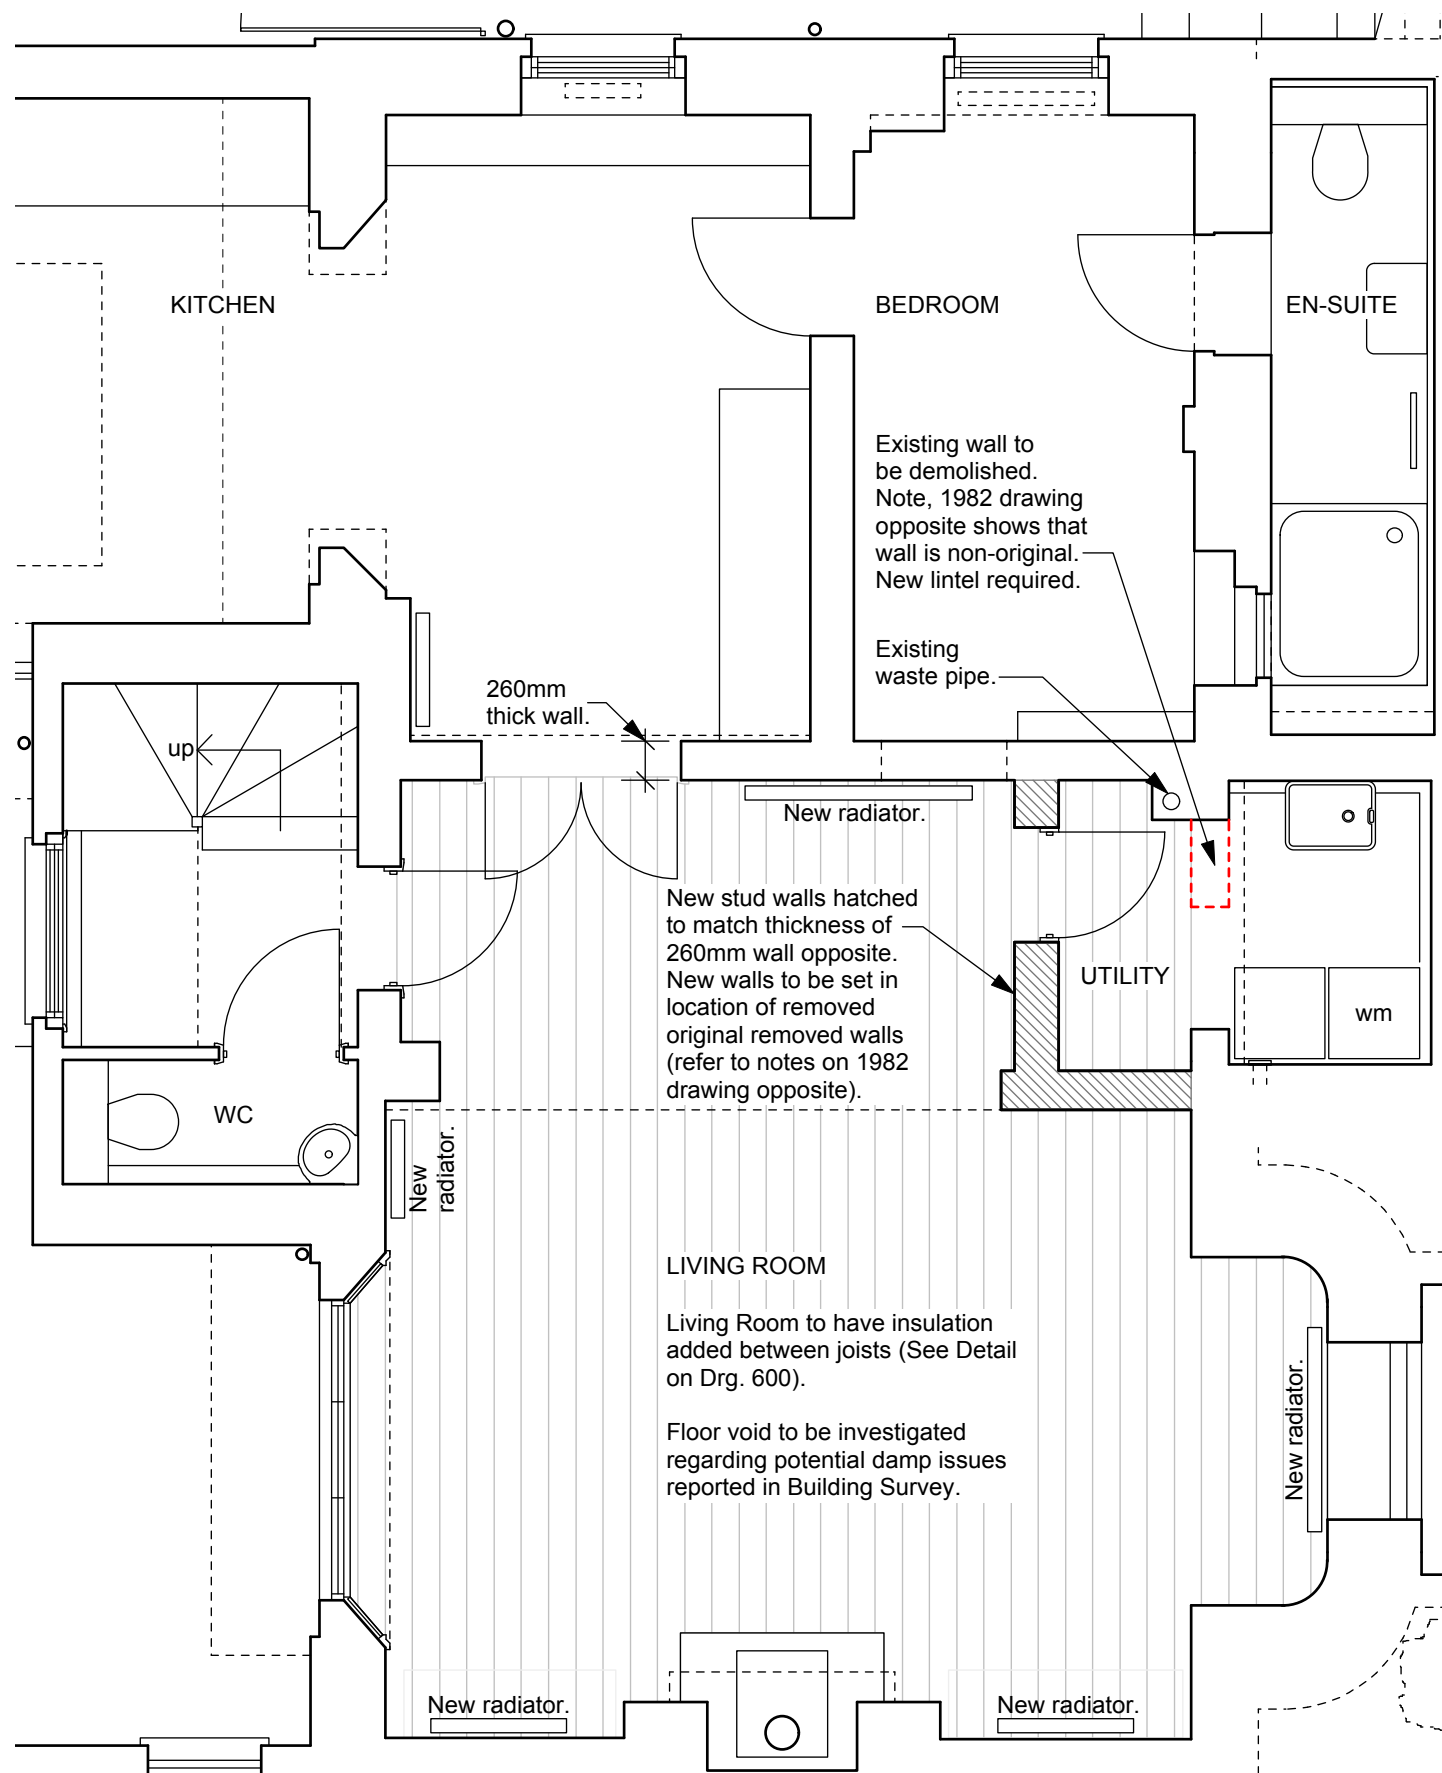 KITCHEN
BEDROOM
EN-SUITE
Existing wall to
be demolished.
Note, 1982 drawing
opposite shows that
wall is non-original.
New lintel required.
Existing
waste pipe.
260mm
thick wall.
up
New radiator.
New stud walls hatched
to match thickness of
260mm wall opposite.
New walls to be set in
location of removed
original removed walls
(refer to notes on 1982
drawing opposite).
UTILITY
wm
WC
New
radiator.
LIVING ROOM
Living Room to have insulation
added between joists (See Detail
on Drg. 600).
Floor void to be investigated
regarding potential damp issues
reported in Building Survey.
New radiator.
New radiator.
New radiator.